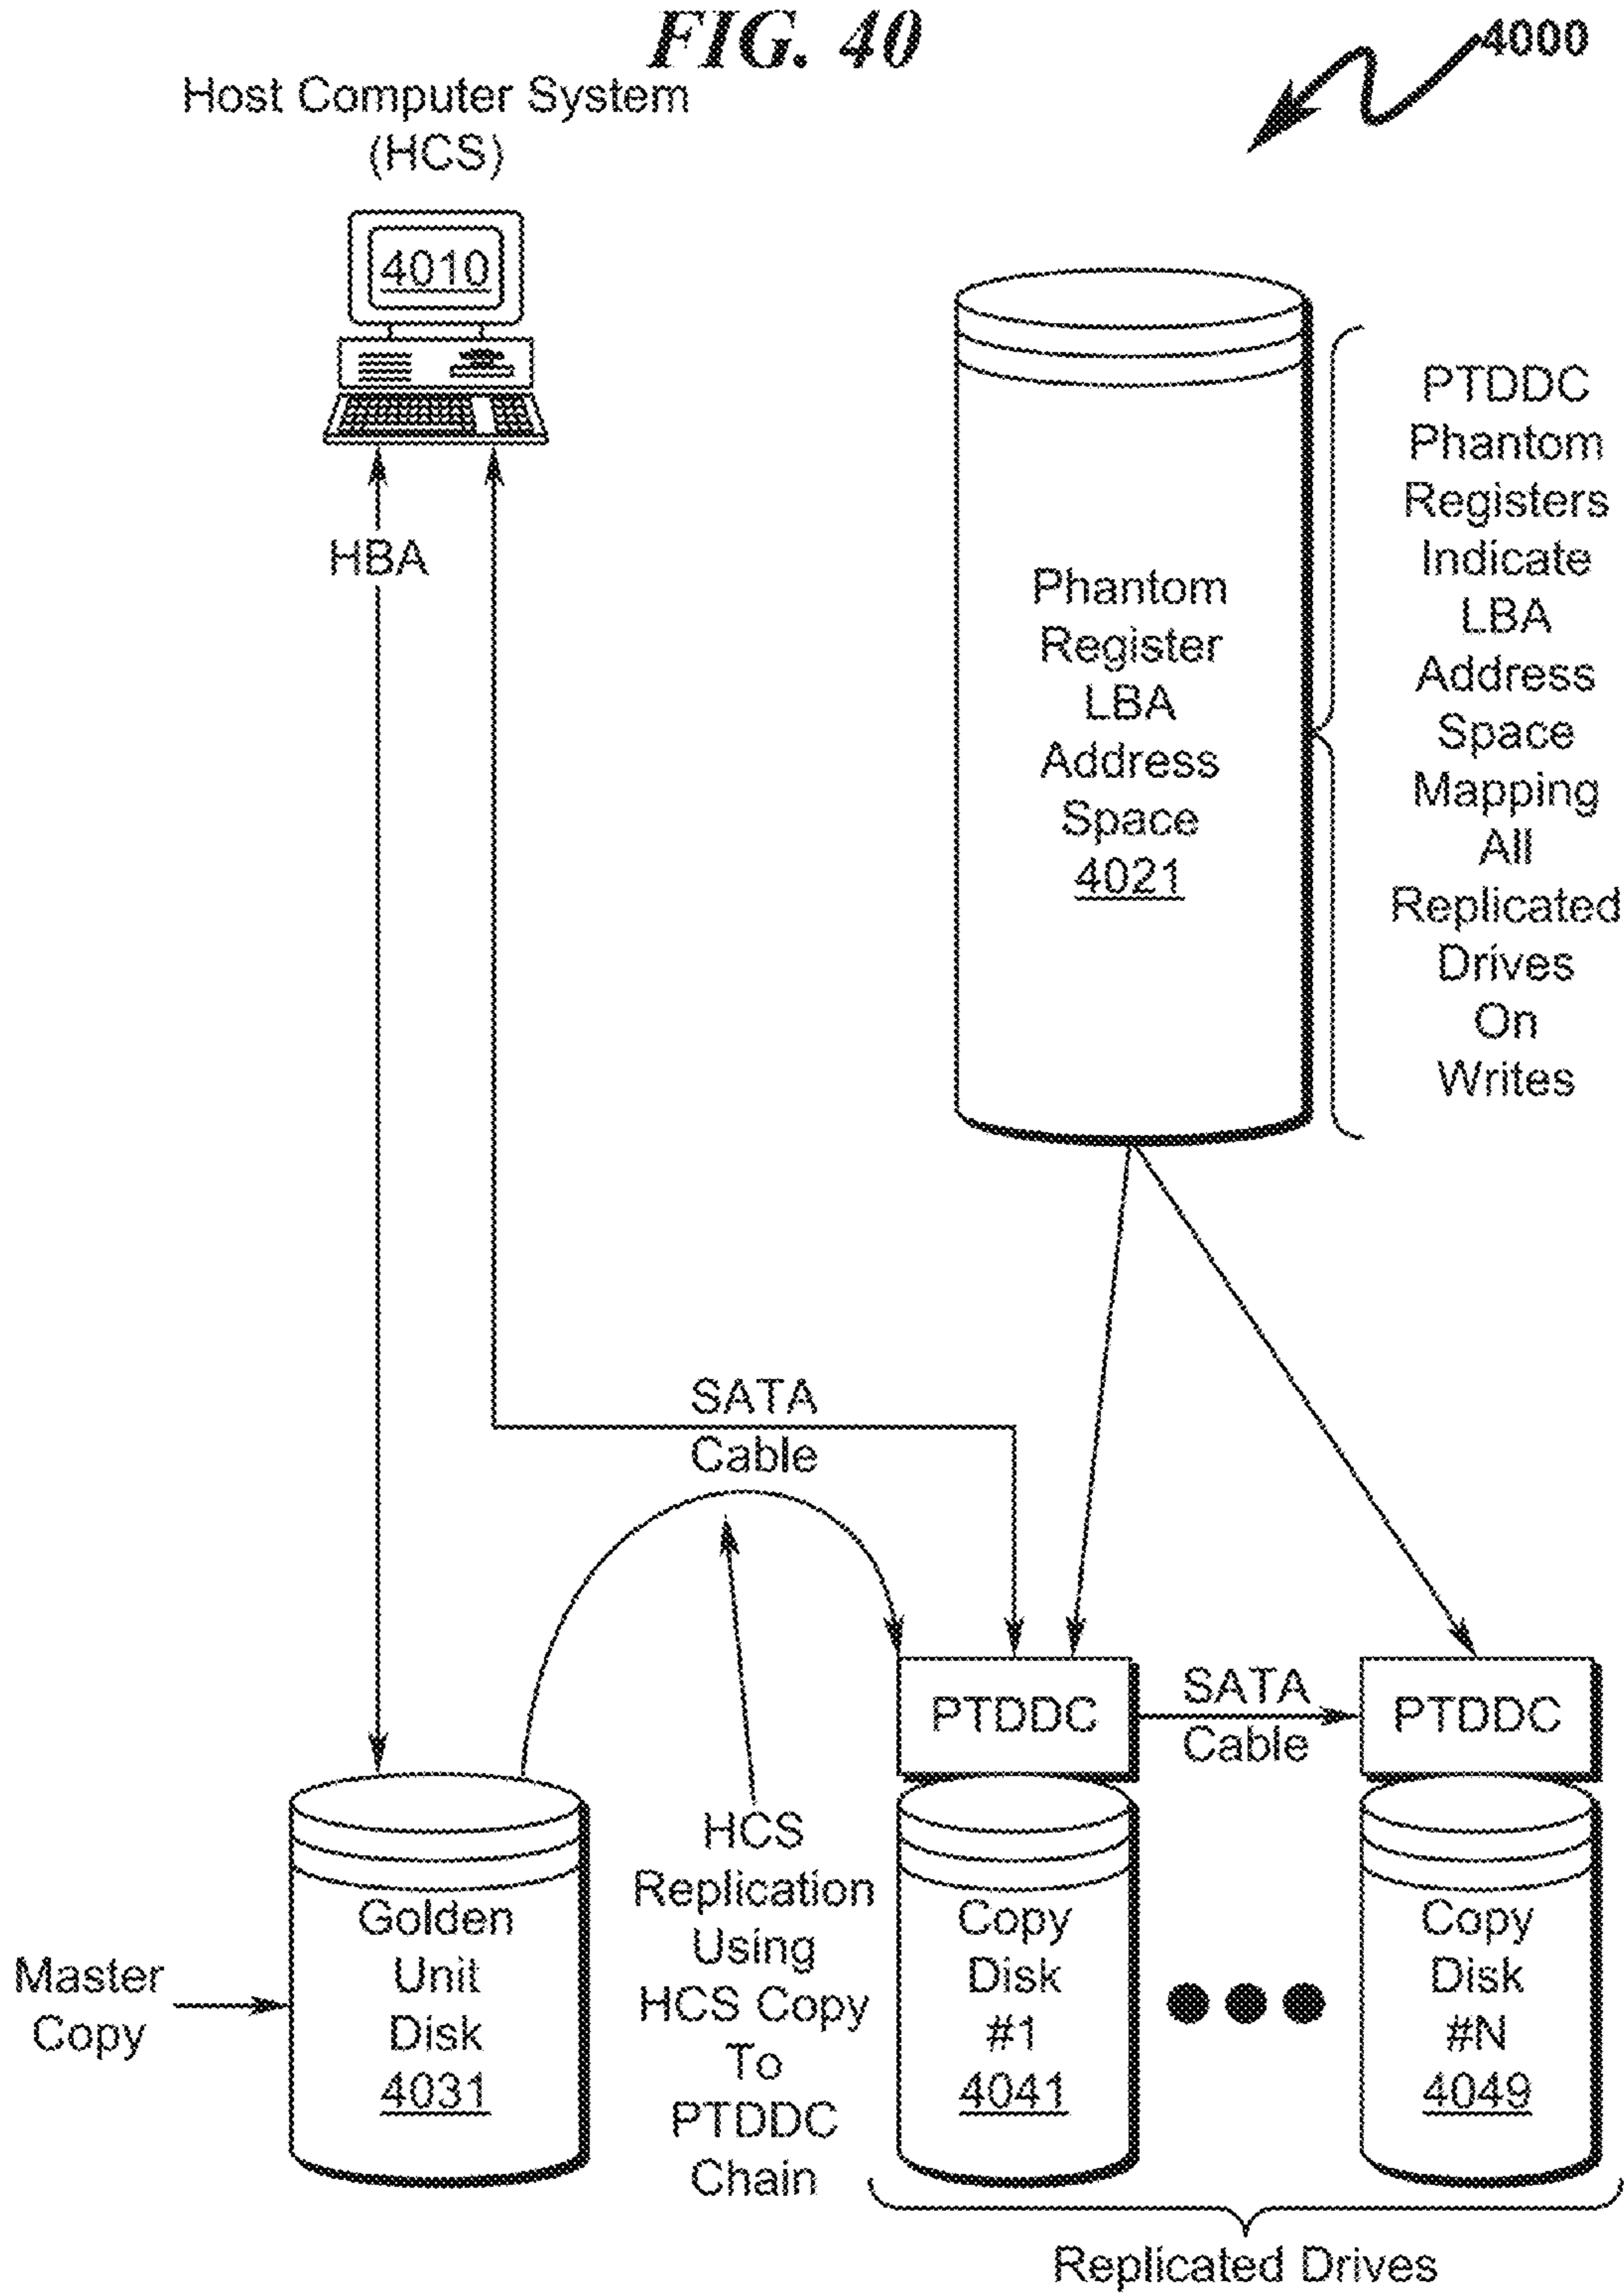 FIG. 40
4000
Host Computer System
(HCS)
4010
HBA
Phantom
Register
LBA
Address
Space
4021
PTDDC
Phantom
Registers
Indicate
LBA
Address
Space
Mapping
All
Replicated
Drives
On
Writes
SATA
Cable
PTDDC
SATA
Cable
PTDDC
Master
Copy
Golden
Unit
Disk
4031
HCS
Replication
Using
HCS Copy
To
PTDDC
Chain
Copy
Disk
#1
4041
Copy
Disk
#N
4049
Replicated Drives